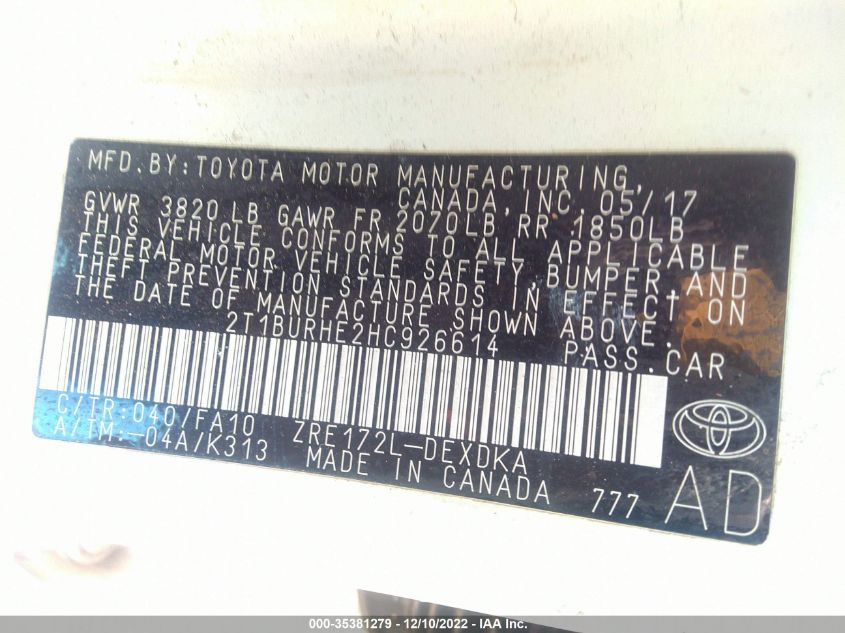 MFD. BY: TOYOTA MOTOR MANUFACTURING,
CANADA, INC. 05/17
GVWR 3820 LB GAWR FR 2070LB RR 1850LB
THIS VEHICLE CONFORMS TO ALL APPLICABLE
FEDERAL MOTOR VEHICLE SAFETY, BUMPER AND
THEFT PREVENTION STANDARDS IN EFFECT ON
THE DATE OF MANUFACTURE SHOWN ABOVE.
2T1BURHE2HC926614 PASS. CAR
C/TR: 040/FA10 ZRE172L-DEXDKA
A/TM: -04A/K313 MADE IN CANADA 777 AD
000-35381279 - 12/10/2022 - IAA Inc.